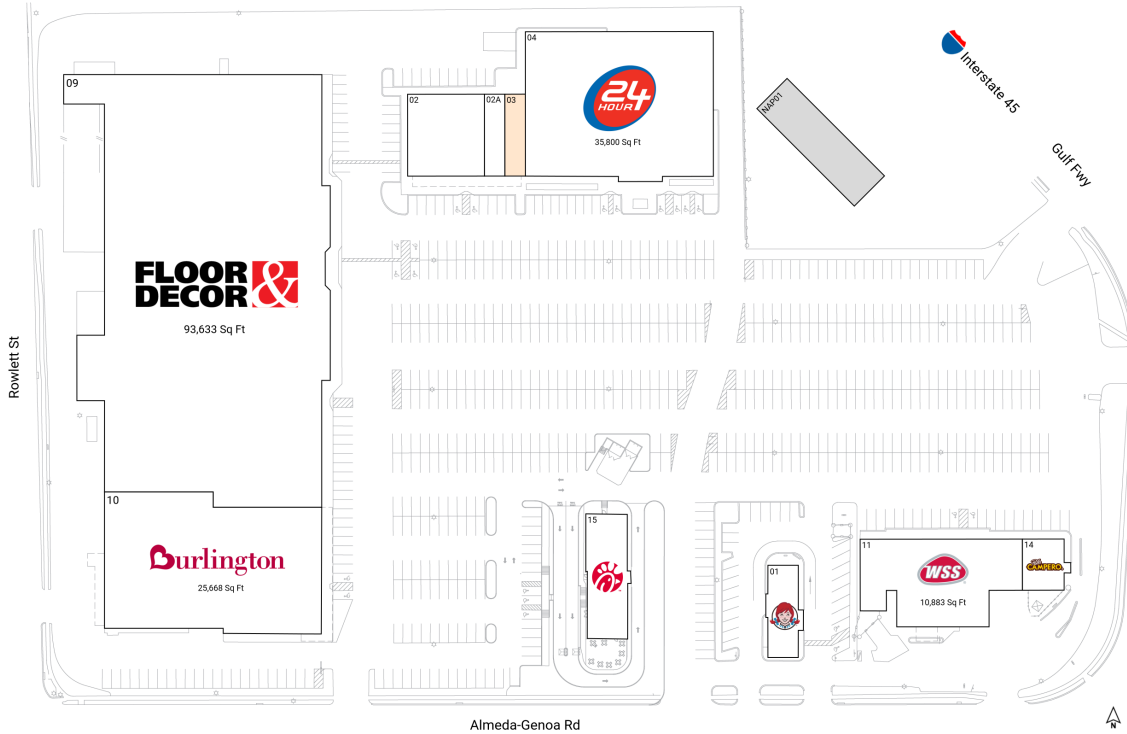 04
24
HOUR
35,800 Sq Ft
02
02A
03
NAP01
Interstate 45
Gulf Fwy
09
FLOOR
& DECOR
93,633 Sq Ft
Rowlett St
10
Burlington
25,668 Sq Ft
15
01
11
WSS
10,883 Sq Ft
14
CAMPERO
Almeda-Genoa Rd
N